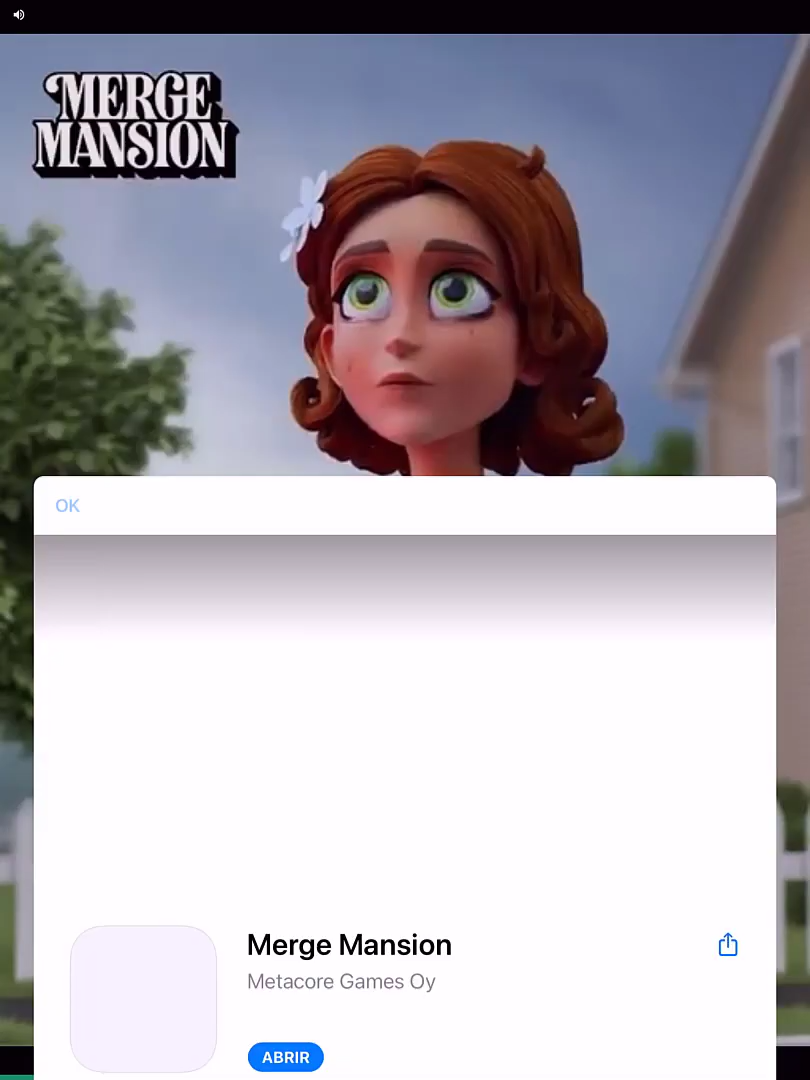 MERGE
MANSION
OK
Merge Mansion
Metacore Games Oy
ABRIR